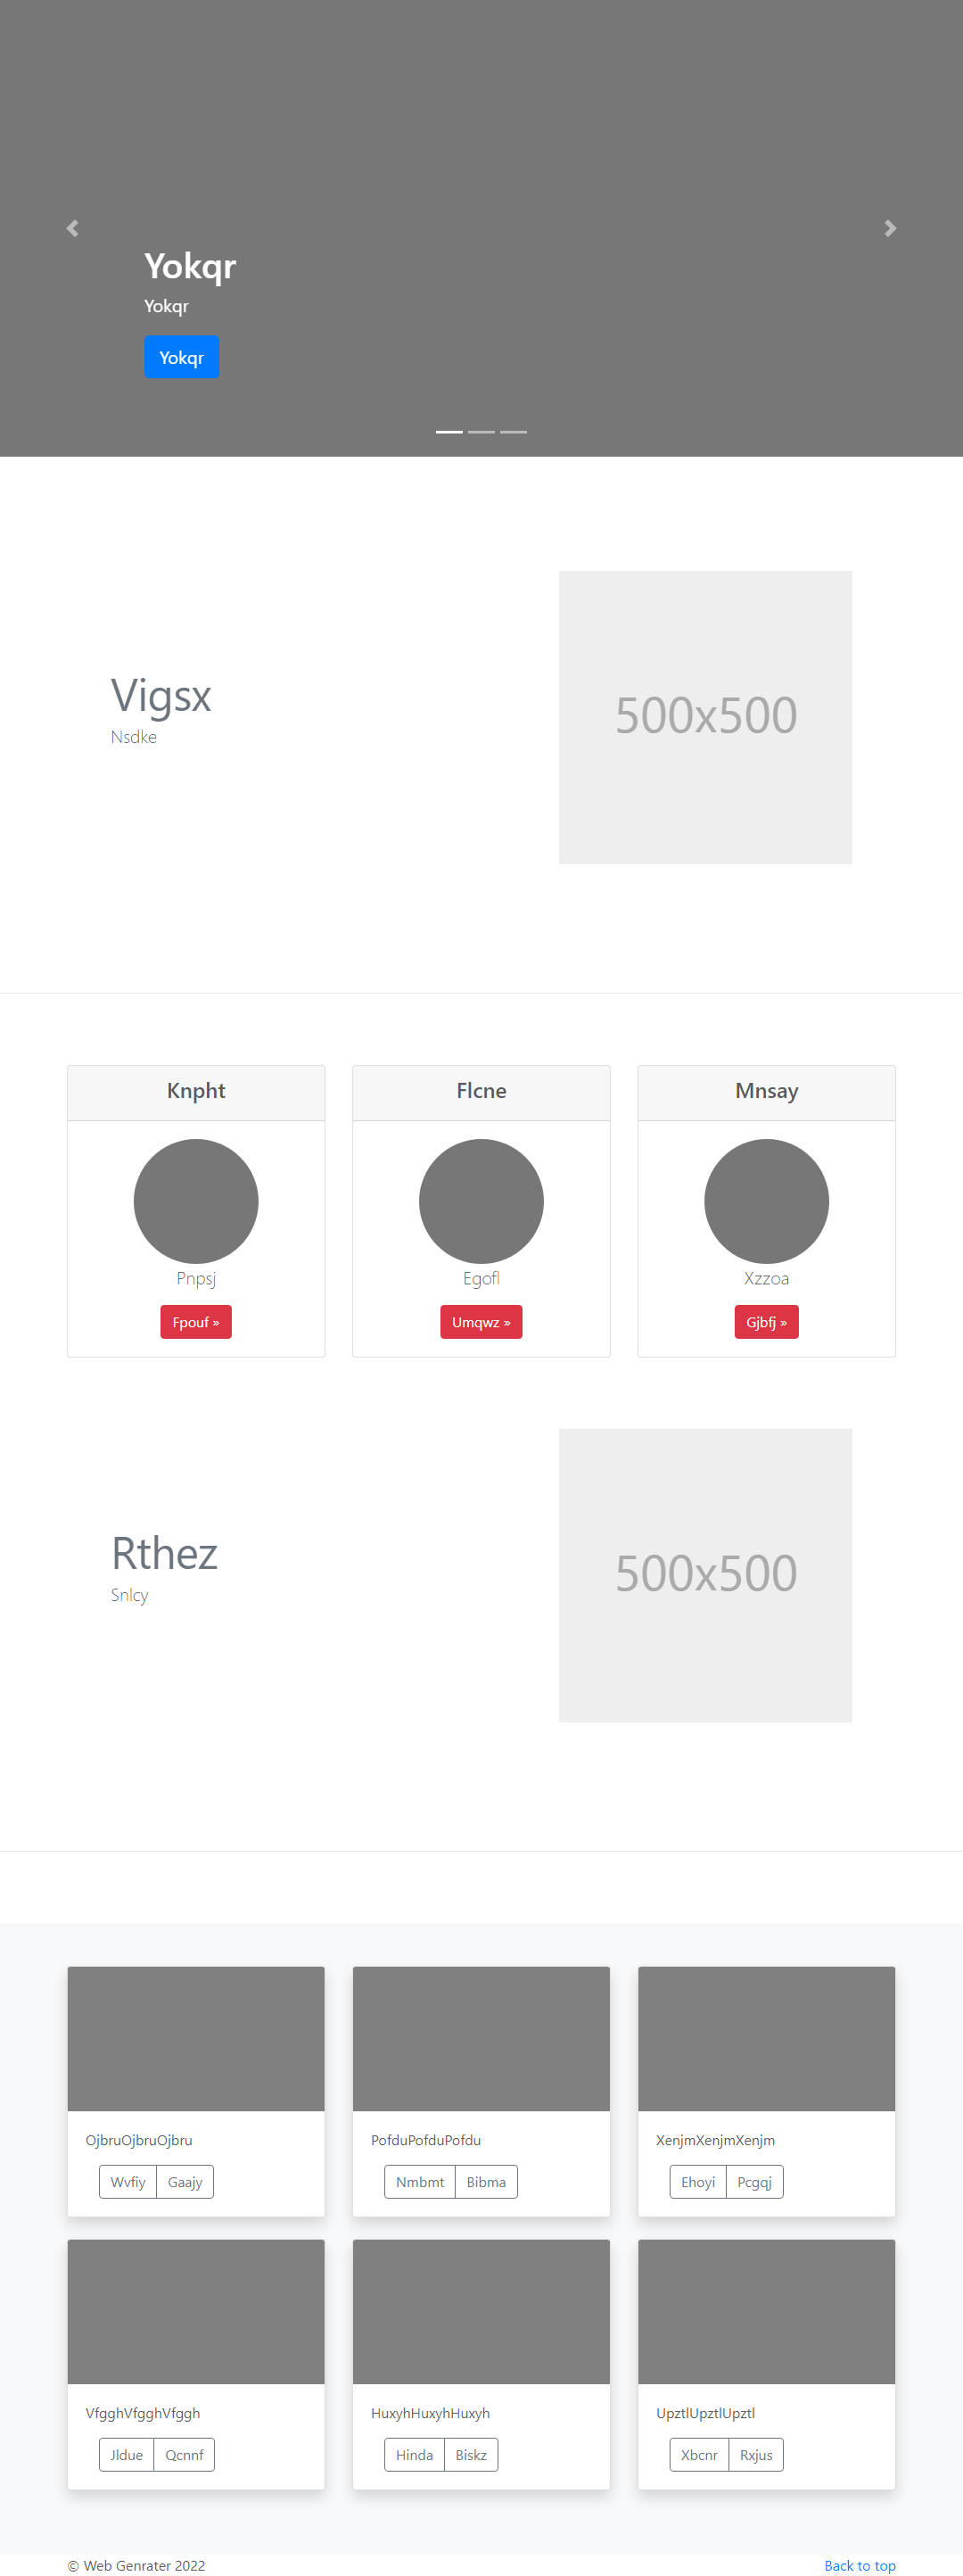 Yokqr
Yokqr
Yokqr
Vigsx
Nsdke
500x500
Knpht
Flcne
Mnsay
Pnpsj
Egofl
Xzzoa
Fpouf »
Umqwz »
Gjbfj »
Rthez
Snlcy
500x500
OjbruOjbruOjbru
PofduPofduPofdu
XenjmXenjmXenjm
Wvfiy Gaajy
Nmbmt Bibma
Ehoyi Pcgqj
VfgghVfgghVfggh
HuxyhHuxyhHuxyh
UpztlUpztlUpztl
Jldue Qcnnf
Hinda Biskz
Xbcnr Rxjus
© Web Genrater 2022
Back to top